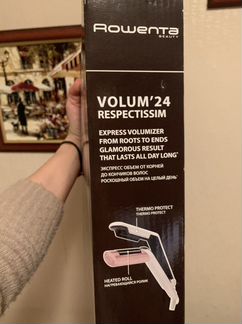 Rowenta
BEAUTY
VOLUM'24
RESPECTISSIM
EXPRESS VOLUMIZER
FROM ROOTS TO ENDS
GLAMOROUS RESULT
THAT LASTS ALL DAY LONG*
ЭКСПРЕСС ОБЪЕМ ОТ КОРНЕЙ
ДО КОНЧИКОВ ВОЛОС
РОСКОШНЫЙ ОБЪЕМ НА ЦЕЛЫЙ ДЕНЬ*
THERMO PROTECT
THERMO PROTECT
HEATED ROLL
НАГРЕВАЮЩИЙСЯ РОЛИК